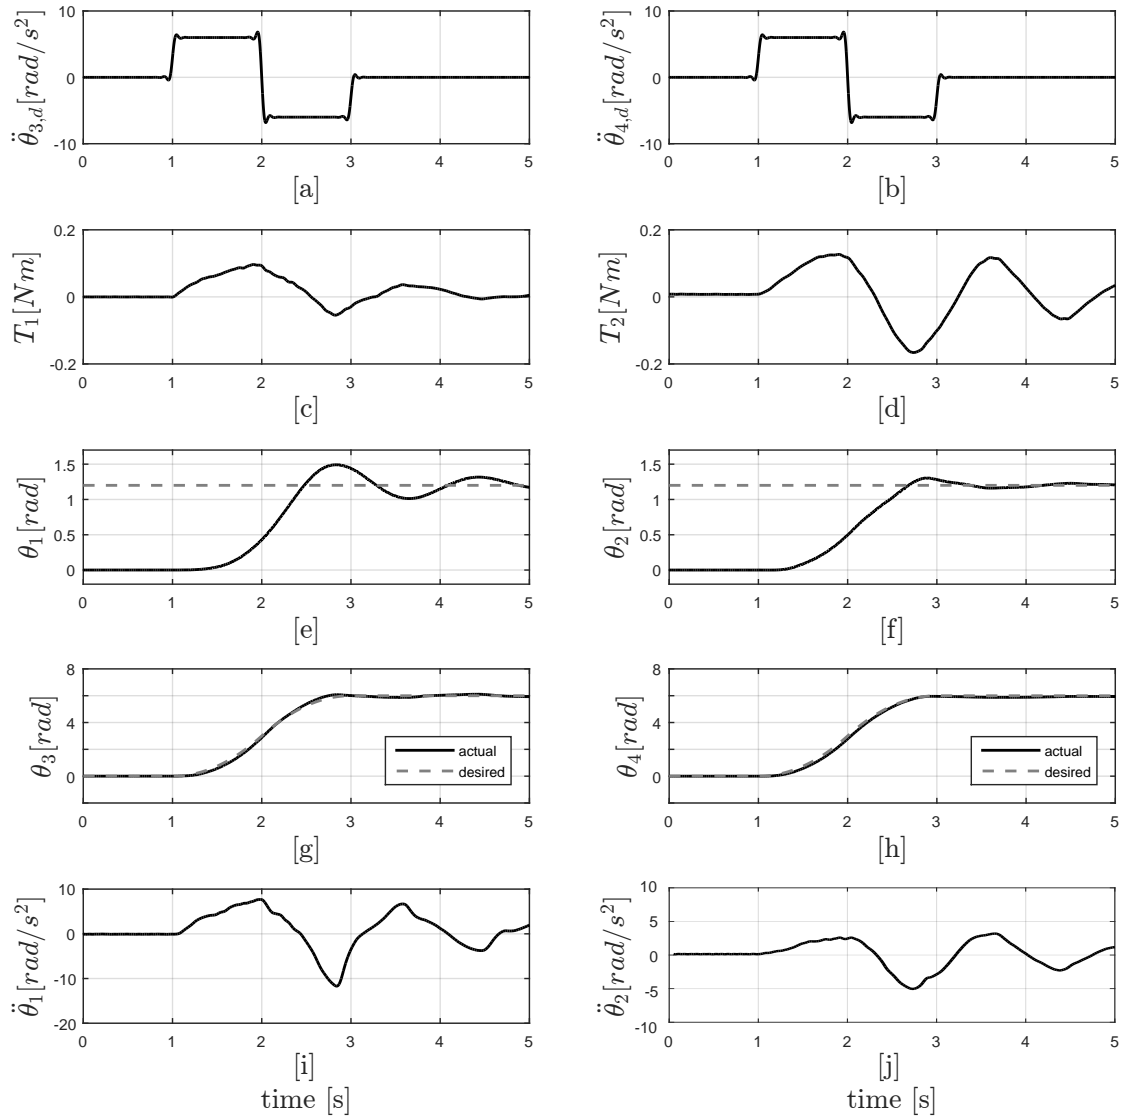 θ̈₃,d[rad/s²]
10
0
-10
0 1 2 3 4 5
[a]
θ̈₄,d[rad/s²]
10
0
-10
0 1 2 3 4 5
[b]
T₁[Nm]
0.2
0
-0.2
0 1 2 3 4 5
[c]
T₂[Nm]
0.2
0
-0.2
0 1 2 3 4 5
[d]
θ₁[rad]
1.5
1
0.5
0
0 1 2 3 4 5
[e]
θ₂[rad]
1.5
1
0.5
0
0 1 2 3 4 5
[f]
θ₃[rad]
8
4
0
actual
desired
0 1 2 3 4 5
[g]
θ₄[rad]
8
4
0
actual
desired
0 1 2 3 4 5
[h]
θ̈₁[rad/s²]
10
0
-10
-20
0 1 2 3 4 5
[i]
time [s]
θ̈₂[rad/s²]
10
5
0
-5
-10
0 1 2 3 4 5
[j]
time [s]